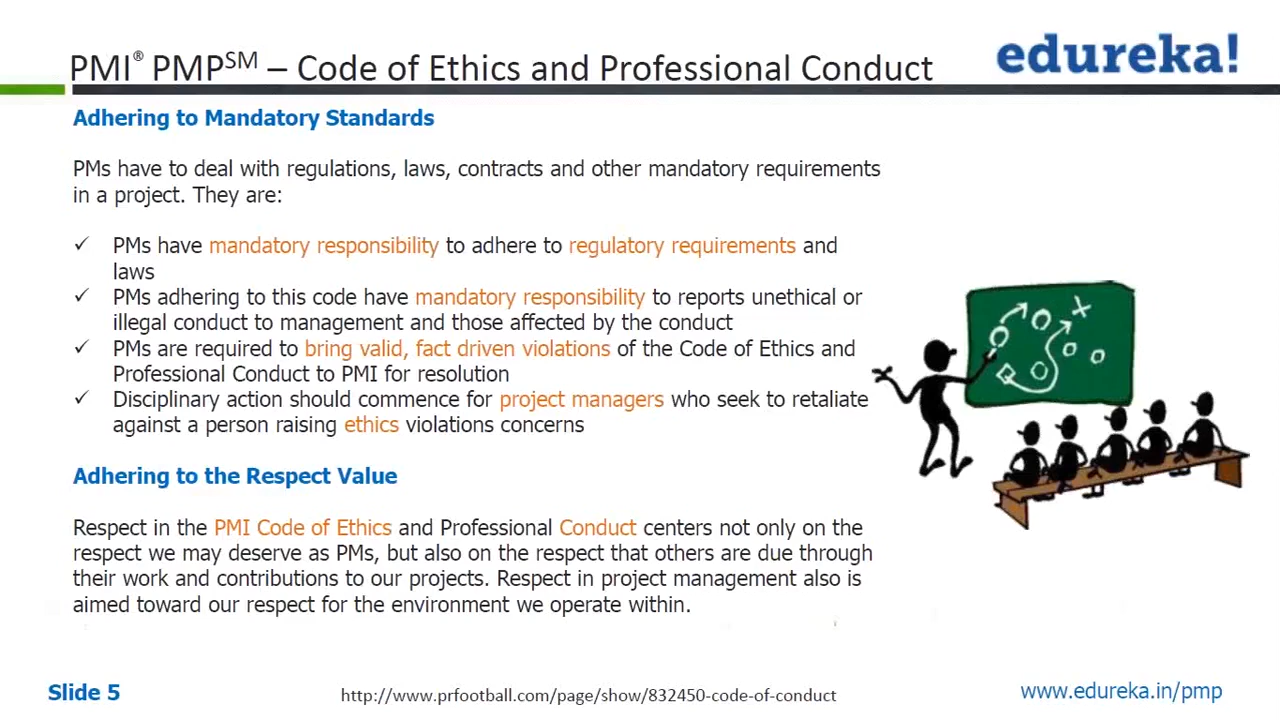 PMI® PMP℠ – Code of Ethics and Professional Conduct
edureka!
Adhering to Mandatory Standards
PMs have to deal with regulations, laws, contracts and other mandatory requirements
in a project. They are:
✓ PMs have mandatory responsibility to adhere to regulatory requirements and
laws
✓ PMs adhering to this code have mandatory responsibility to reports unethical or
illegal conduct to management and those affected by the conduct
✓ PMs are required to bring valid, fact driven violations of the Code of Ethics and
Professional Conduct to PMI for resolution
✓ Disciplinary action should commence for project managers who seek to retaliate
against a person raising ethics violations concerns
Adhering to the Respect Value
Respect in the PMI Code of Ethics and Professional Conduct centers not only on the
respect we may deserve as PMs, but also on the respect that others are due through
their work and contributions to our projects. Respect in project management also is
aimed toward our respect for the environment we operate within.
Slide 5
http://www.prfootball.com/page/show/832450-code-of-conduct
www.edureka.in/pmp